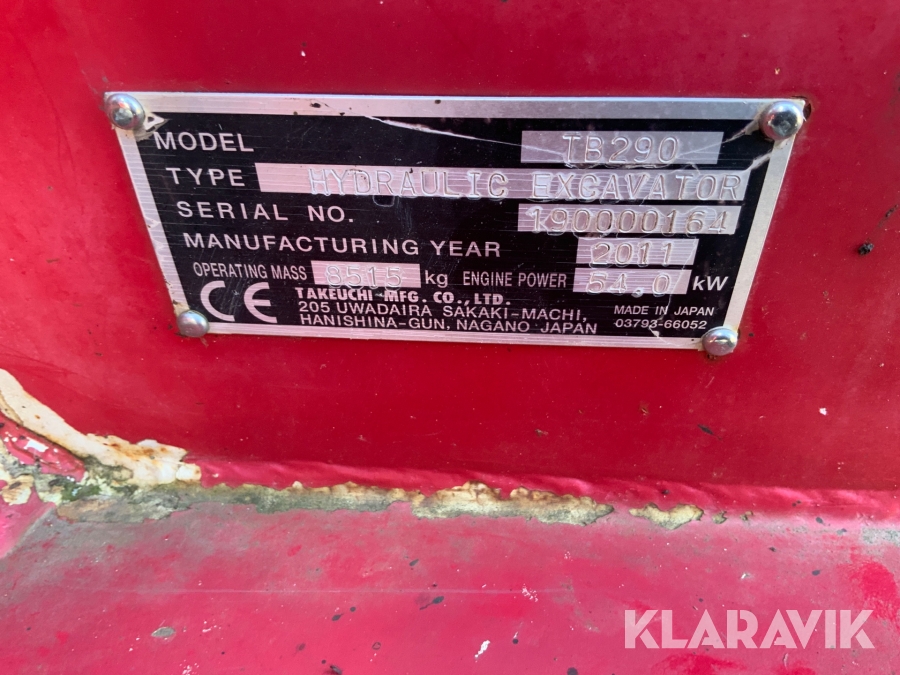 MODEL TB290
TYPE HYDRAULIC EXCAVATOR
SERIAL NO. 190000164
MANUFACTURING YEAR 2011
OPERATING MASS 8515 kg ENGINE POWER 54.0 kW
CE TAKEUCHI MFG. CO., LTD.
205 UWADAIRA SAKAKI-MACHI, MADE IN JAPAN
HANISHINA-GUN, NAGANO JAPAN 03793-66052
KLARAVIK